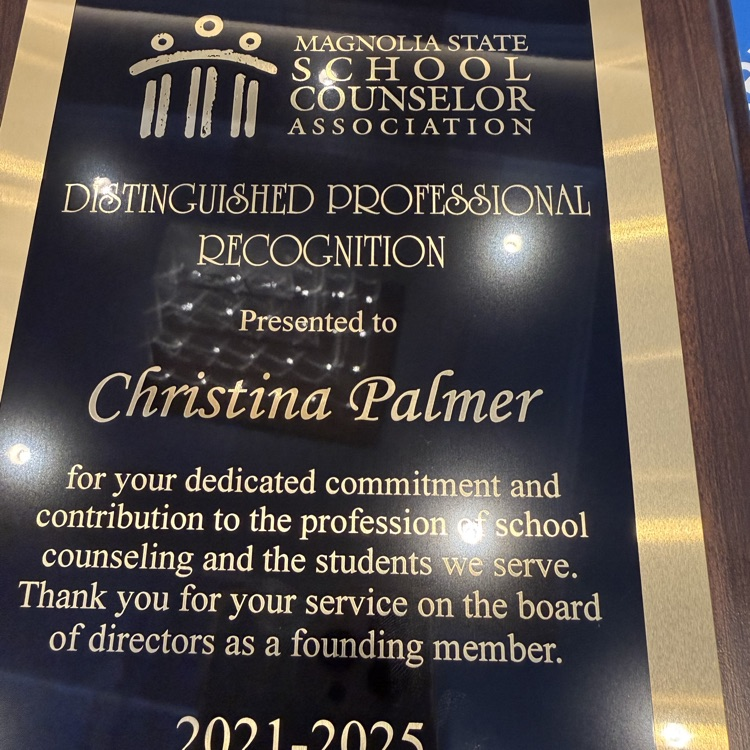 MAGNOLIA STATE
SCHOOL
COUNSELOR
ASSOCIATION
DISTINGUISHED PROFESSIONAL
RECOGNITION
Presented to
Christina Palmer
for your dedicated commitment and
contribution to the profession of school
counseling and the students we serve.
Thank you for your service on the board
of directors as a founding member.
2021-2025